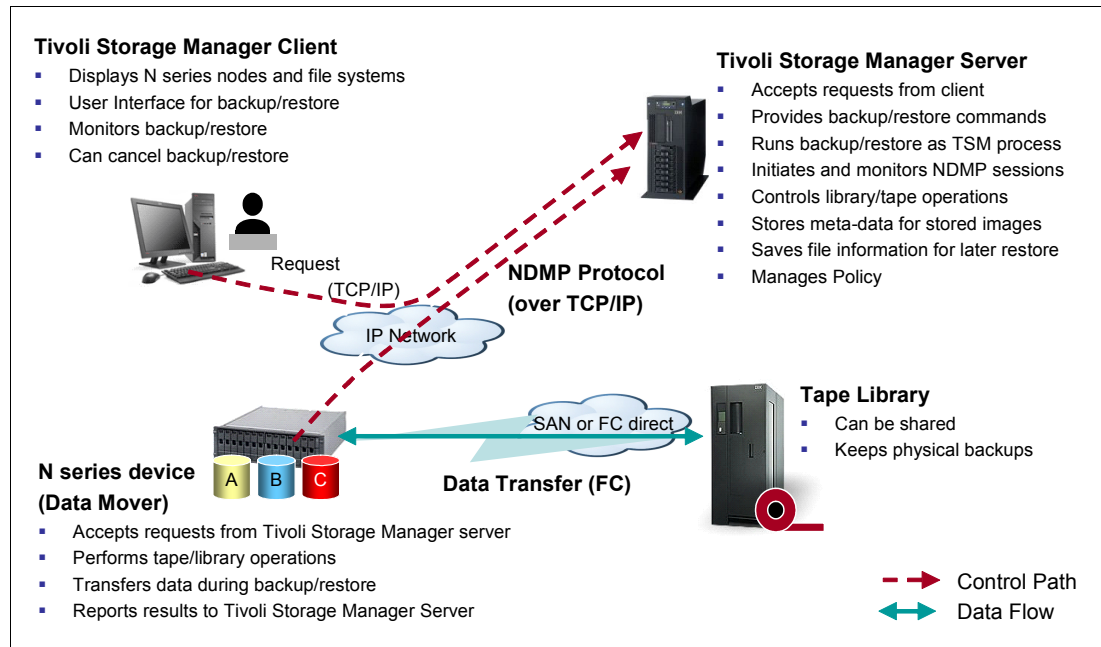 Tivoli Storage Manager Client
▪ Displays N series nodes and file systems
▪ User Interface for backup/restore
▪ Monitors backup/restore
▪ Can cancel backup/restore
Tivoli Storage Manager Server
▪ Accepts requests from client
▪ Provides backup/restore commands
▪ Runs backup/restore as TSM process
▪ Initiates and monitors NDMP sessions
▪ Controls library/tape operations
▪ Stores meta-data for stored images
▪ Saves file information for later restore
▪ Manages Policy
Request
(TCP/IP)
NDMP Protocol
(over TCP/IP)
IP Network
SAN or FC direct
Data Transfer (FC)
Tape Library
▪ Can be shared
▪ Keeps physical backups
A B C
N series device
(Data Mover)
▪ Accepts requests from Tivoli Storage Manager server
▪ Performs tape/library operations
▪ Transfers data during backup/restore
▪ Reports results to Tivoli Storage Manager Server
Control Path
Data Flow